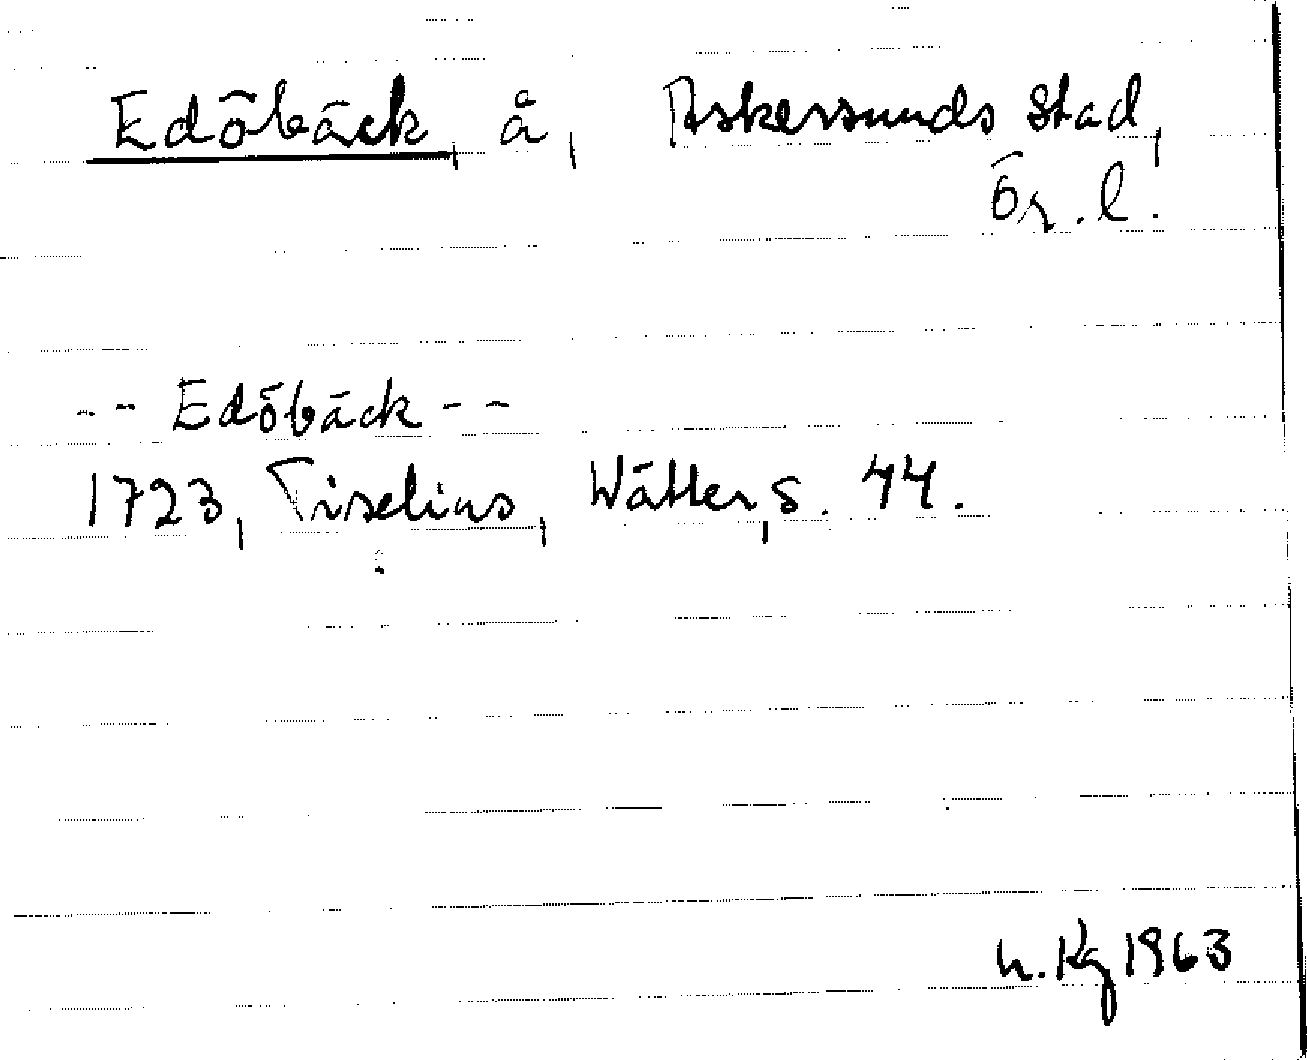 Edöbäck, å, Askersunds stad,
Ör. l.
-- Edöbäck --
1723, Tiselius, Wätter, s. 44.
h. Kg 1963